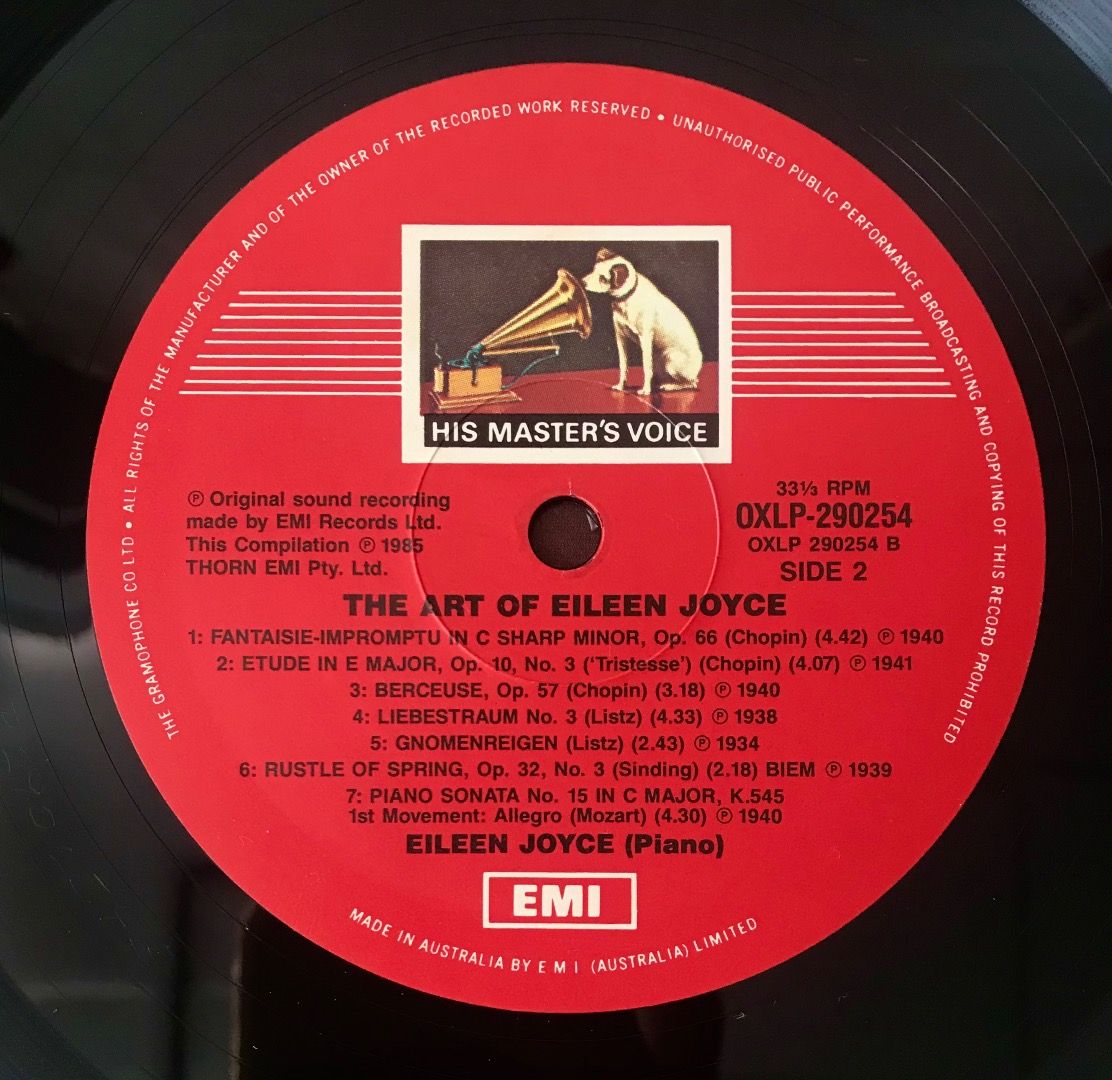 THE GRAMOPHONE CO LTD • ALL RIGHTS OF THE MANUFACTURER AND OF THE OWNER OF THE RECORDED WORK RESERVED • UNAUTHORISED PUBLIC PERFORMANCE BROADCASTING AND COPYING OF THIS RECORD PROHIBITED
HIS MASTER'S VOICE
℗ Original sound recording
made by EMI Records Ltd.
This Compilation ℗ 1985
THORN EMI Pty. Ltd.
33⅓ RPM
OXLP-290254
OXLP 290254 B
SIDE 2
THE ART OF EILEEN JOYCE
1: FANTAISIE-IMPROMPTU IN C SHARP MINOR, Op. 66 (Chopin) (4.42) ℗ 1940
2: ETUDE IN E MAJOR, Op. 10, No. 3 ('Tristesse') (Chopin) (4.07) ℗ 1941
3: BERCEUSE, Op. 57 (Chopin) (3.18) ℗ 1940
4: LIEBESTRAUM No. 3 (Listz) (4.33) ℗ 1938
5: GNOMENREIGEN (Listz) (2.43) ℗ 1934
6: RUSTLE OF SPRING, Op. 32, No. 3 (Sinding) (2.18) BIEM ℗ 1939
7: PIANO SONATA No. 15 IN C MAJOR, K.545
1st Movement: Allegro (Mozart) (4.30) ℗ 1940
EILEEN JOYCE (Piano)
EMI
MADE IN AUSTRALIA BY E M I (AUSTRALIA) LIMITED